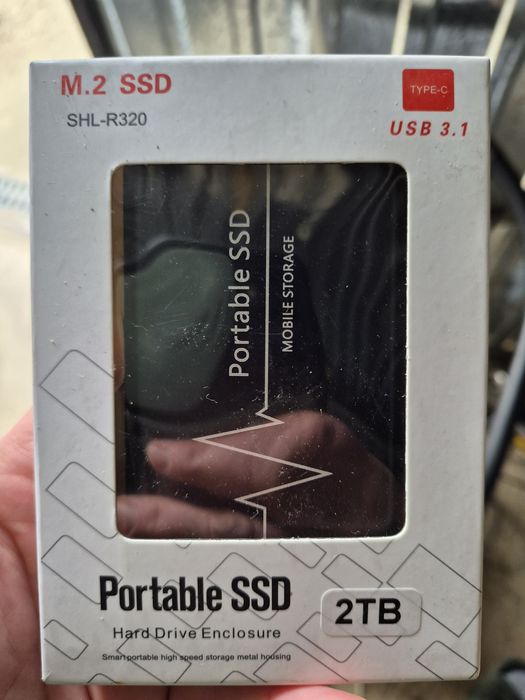 M.2 SSD
TYPE-C
SHL-R320
USB 3.1
Portable SSD
MOBILE STORAGE
Portable SSD
2TB
Hard Drive Enclosure
Smart portable high speed storage metal housing